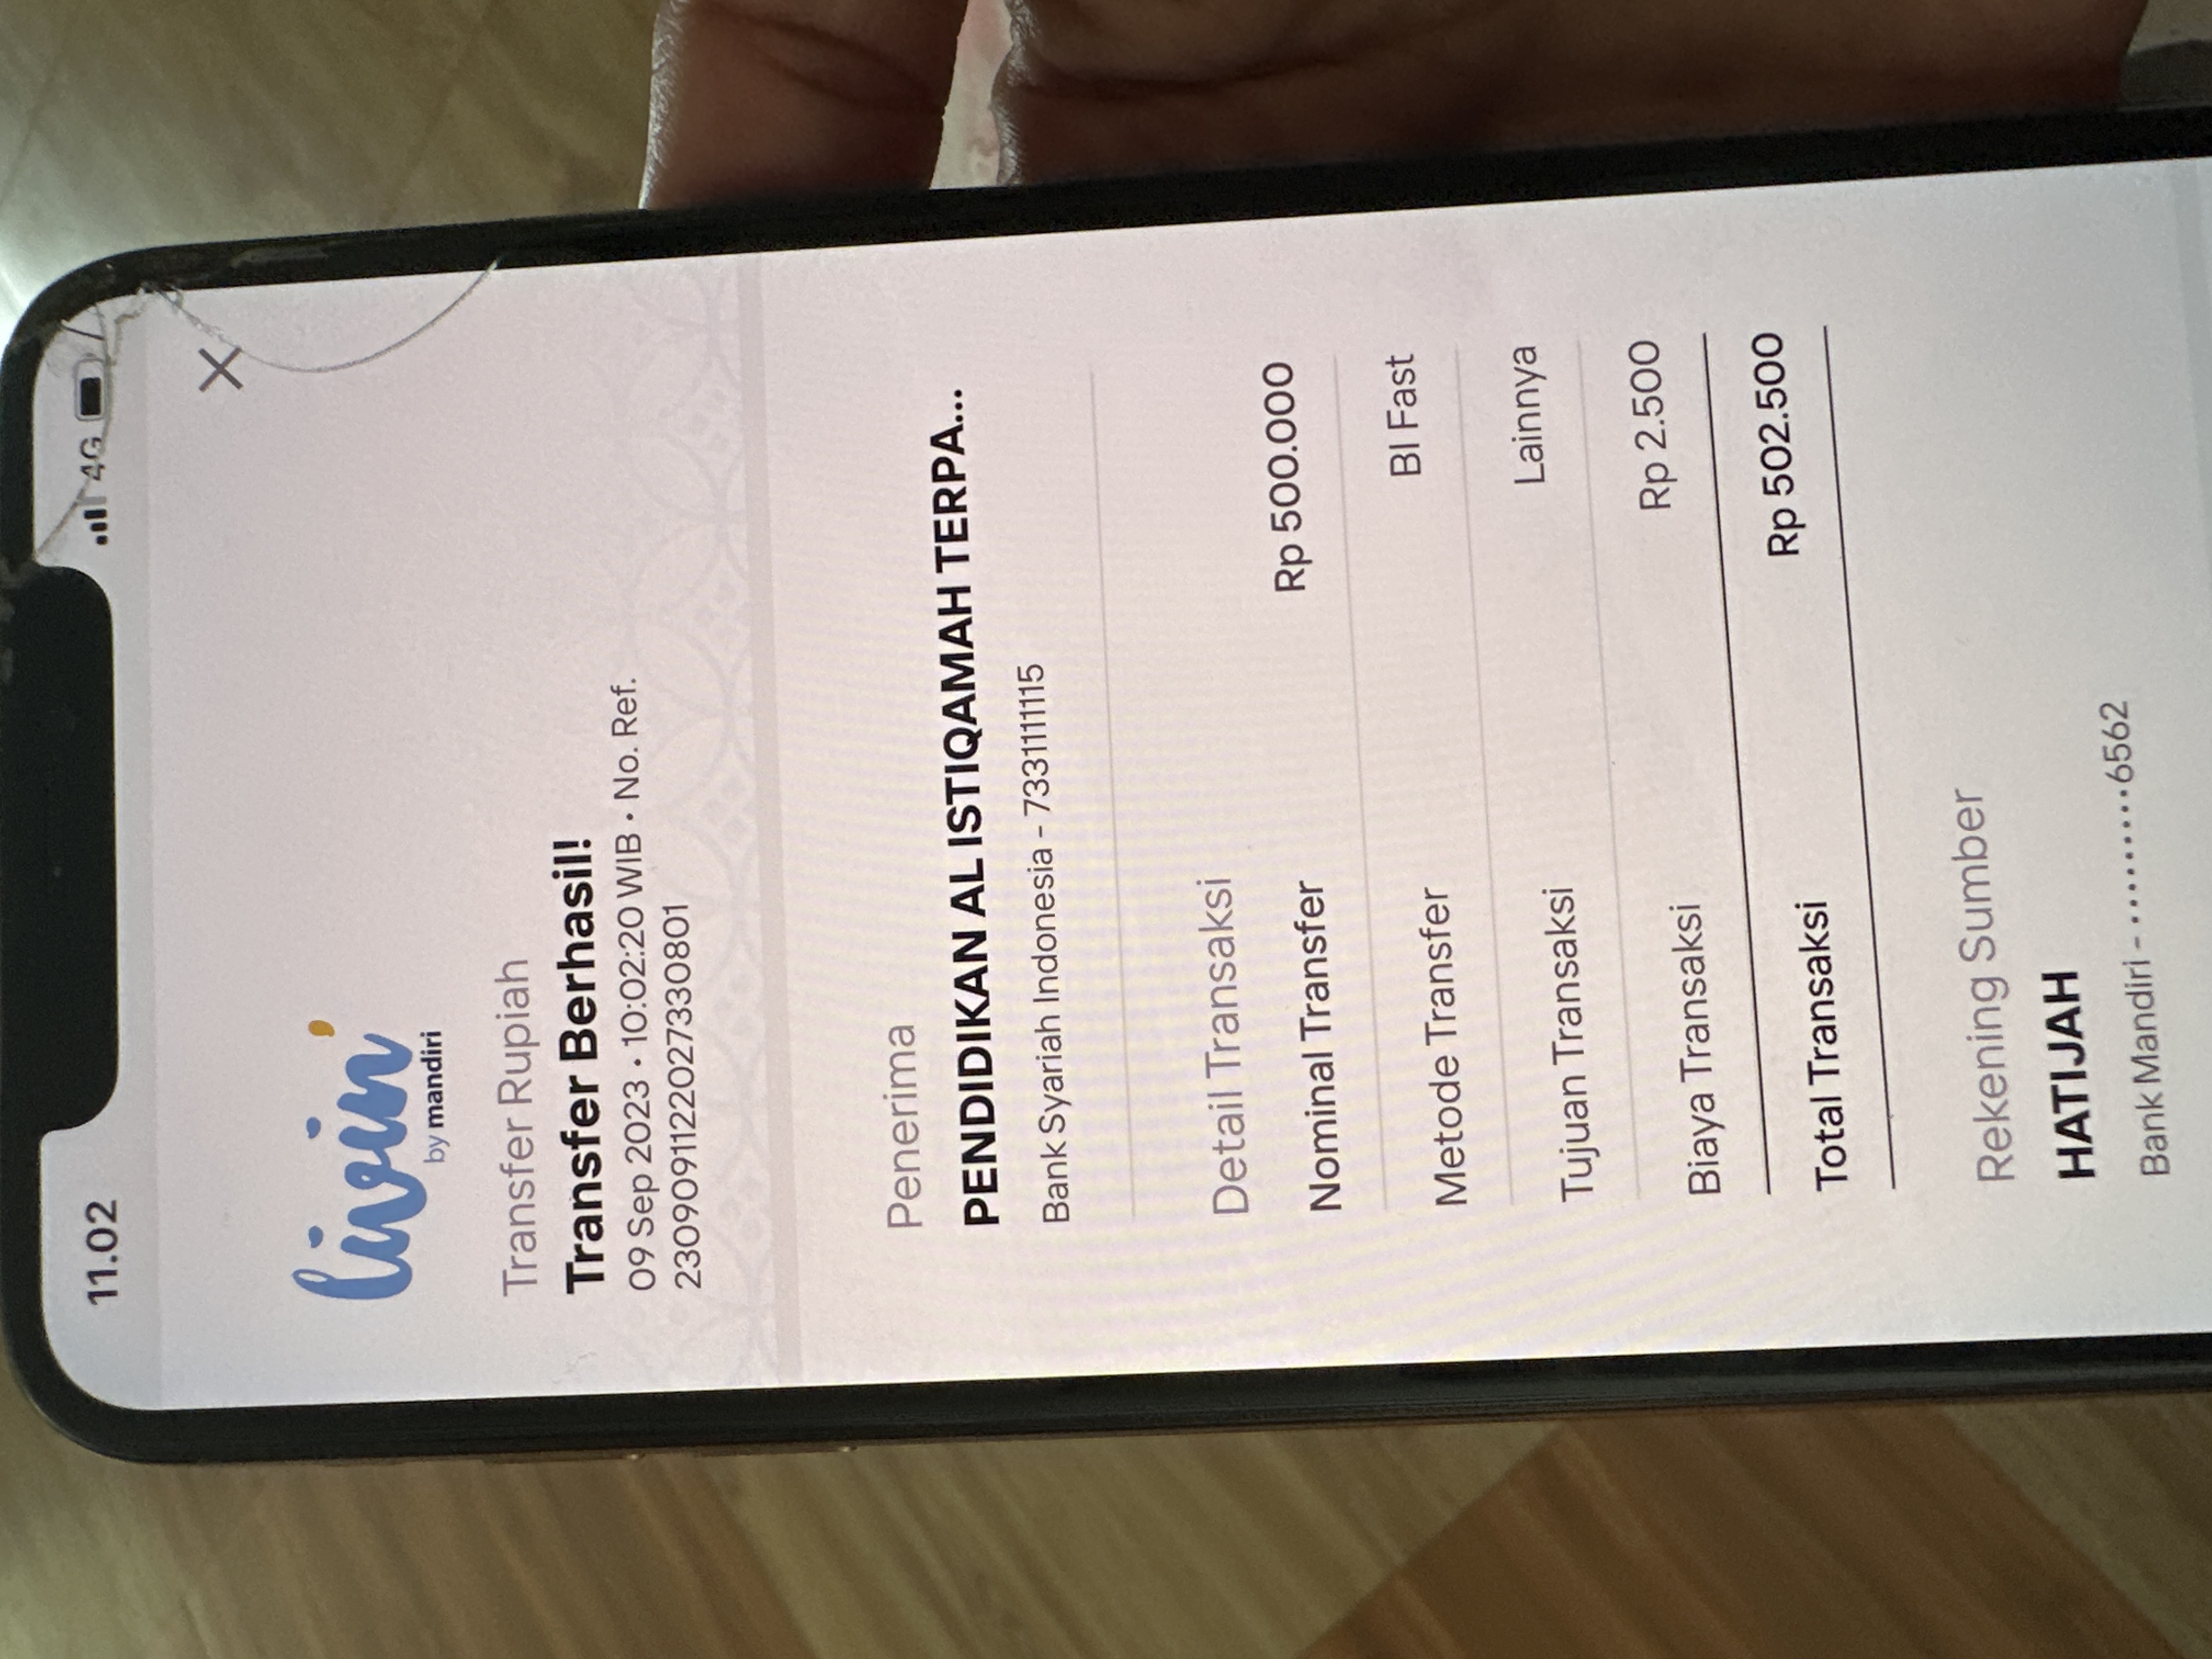 11.02
4G
livin'
by mandiri
Transfer Rupiah
Transfer Berhasil!
09 Sep 2023 • 10:02:20 WIB • No. Ref.
2309091122027330801
Penerima
PENDIDIKAN AL ISTIQAMAH TERPA...
Bank Syariah Indonesia - 7331111115
Detail Transaksi
Nominal Transfer Rp 500.000
Metode Transfer BI Fast
Tujuan Transaksi Lainnya
Biaya Transaksi Rp 2.500
Total Transaksi Rp 502.500
Rekening Sumber
HATIJAH
Bank Mandiri - ••••••••• 6562